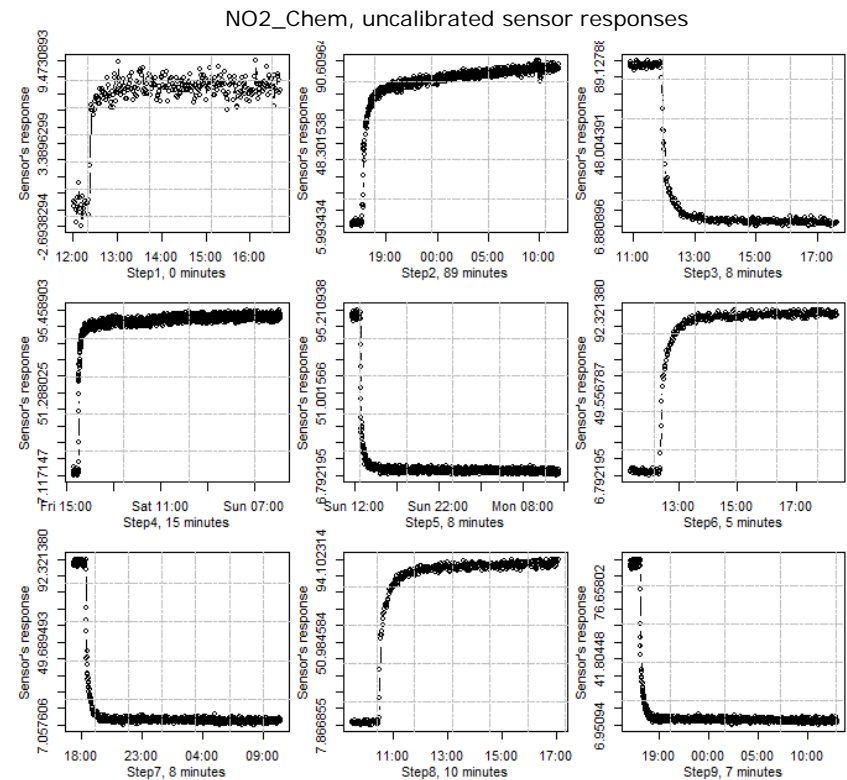 NO2_Chem, uncalibrated sensor responses
Sensor's response
-2.6938294 3.3896299 9.4730893
12:00 13:00 14:00 15:00 16:00
Step1, 0 minutes
Sensor's response
5.993434 48.301538 90.60964
19:00 00:00 05:00 10:00
Step2, 89 minutes
Sensor's response
6.880896 48.004391 89.12788
11:00 13:00 15:00 17:00
Step3, 8 minutes
Sensor's response
7.117147 51.288025 95.458903
Fri 15:00 Sat 11:00 Sun 07:00
Step4, 15 minutes
Sensor's response
6.792195 51.001566 95.210938
Sun 12:00 Sun 22:00 Mon 08:00
Step5, 8 minutes
Sensor's response
6.792195 49.556787 92.321380
13:00 15:00 17:00
Step6, 5 minutes
Sensor's response
7.057606 49.689493 92.321380
18:00 23:00 04:00 09:00
Step7, 8 minutes
Sensor's response
7.866855 50.984584 94.102314
11:00 13:00 15:00 17:00
Step8, 10 minutes
Sensor's response
6.95094 41.80448 76.65802
19:00 00:00 05:00 10:00
Step9, 7 minutes